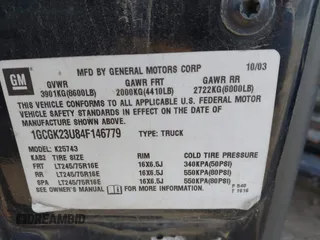 GM
MFD BY GENERAL MOTORS CORP 10/03
GVWR GAWR FRT GAWR RR
3901KG(8600LB) 2000KG(4410LB) 2722KG(6000LB)
THIS VEHICLE CONFORMS TO ALL APPLICABLE U.S. FEDERAL MOTOR
VEHICLE SAFETY STANDARDS IN EFFECT ON THE DATE OF
MANUFACTURE SHOWN ABOVE.
1GCGK23U84F146779 TYPE: TRUCK
MODEL: K25743
KAB2 TIRE SIZE RIM COLD TIRE PRESSURE
FRT LT245/75R16E 16X6.5J 340KPA(50PSI)
RR LT245/75R16E 16X6.5J 550KPA(80PSI)
SPA LT245/75R16E 16X6.5J 550KPA(80PSI)
SEE OWNER'S MANUAL FOR ADDITIONAL INFORMATION
P 840
T 1616
DREAMBID